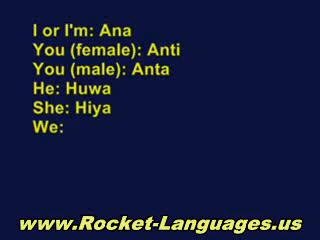 I or I'm: Ana
You (female): Anti
You (male): Anta
He: Huwa
She: Hiya
We:
www.Rocket-Languages.us